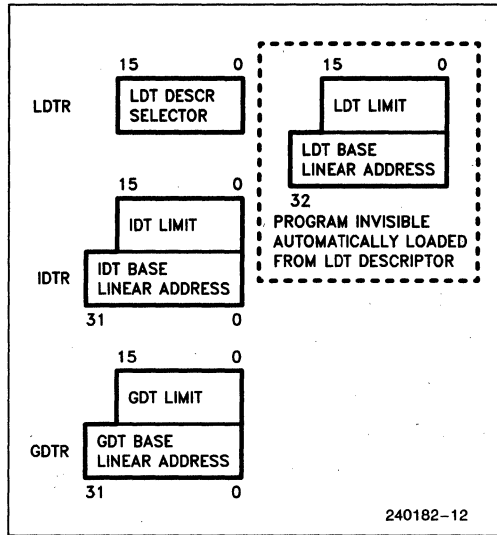 15 0
LDTR
LDT DESCR
SELECTOR
15 0
LDT LIMIT
LDT BASE
LINEAR ADDRESS
32
PROGRAM INVISIBLE
AUTOMATICALLY LOADED
FROM LDT DESCRIPTOR
15 0
IDTR
IDT LIMIT
IDT BASE
LINEAR ADDRESS
31 0
15 0
GDTR
GDT LIMIT
GDT BASE
LINEAR ADDRESS
31 0
240182-12